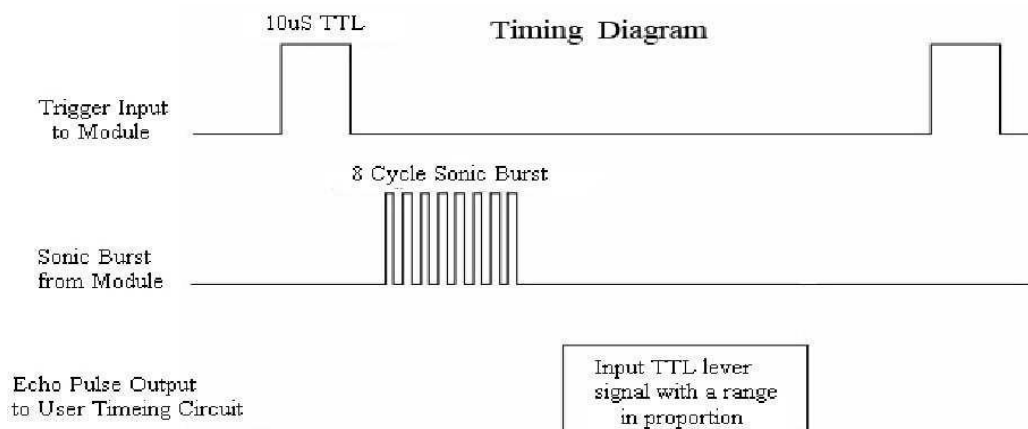 10uS TTL
Timing Diagram
Trigger Input
to Module
8 Cycle Sonic Burst
Sonic Burst
from Module
Echo Pulse Output
to User Timeing Circuit
Input TTL lever
signal with a range
in proportion